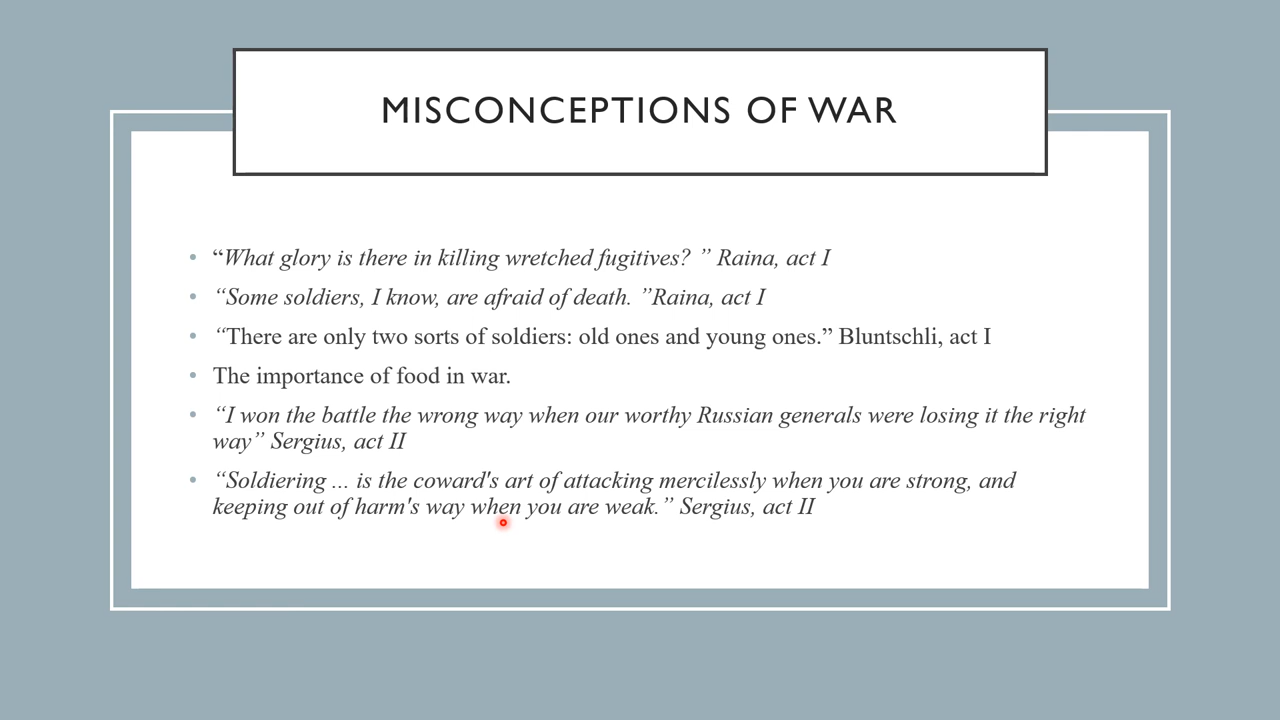 MISCONCEPTIONS OF WAR
• “What glory is there in killing wretched fugitives? ” Raina, act I
• “Some soldiers, I know, are afraid of death. ”Raina, act I
• “There are only two sorts of soldiers: old ones and young ones.” Bluntschli, act I
• The importance of food in war.
• “I won the battle the wrong way when our worthy Russian generals were losing it the right
way” Sergius, act II
• “Soldiering ... is the coward's art of attacking mercilessly when you are strong, and
keeping out of harm's way when you are weak.” Sergius, act II